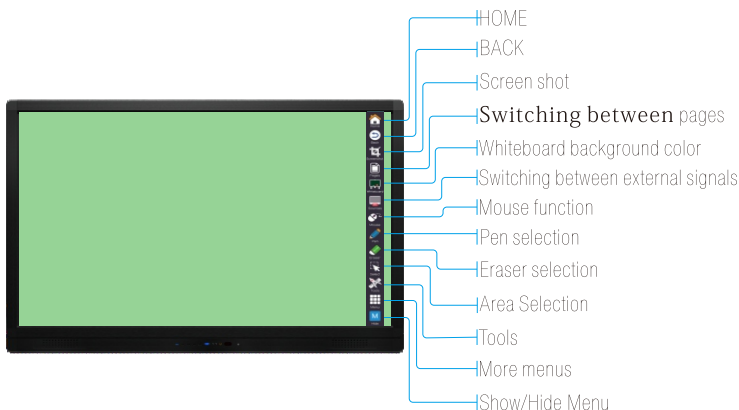 HOME
BACK
Screen shot
Switching between pages
Whiteboard background color
Switching between external signals
Mouse function
Pen selection
Eraser selection
Area Selection
Tools
More menus
Show/Hide Menu
M